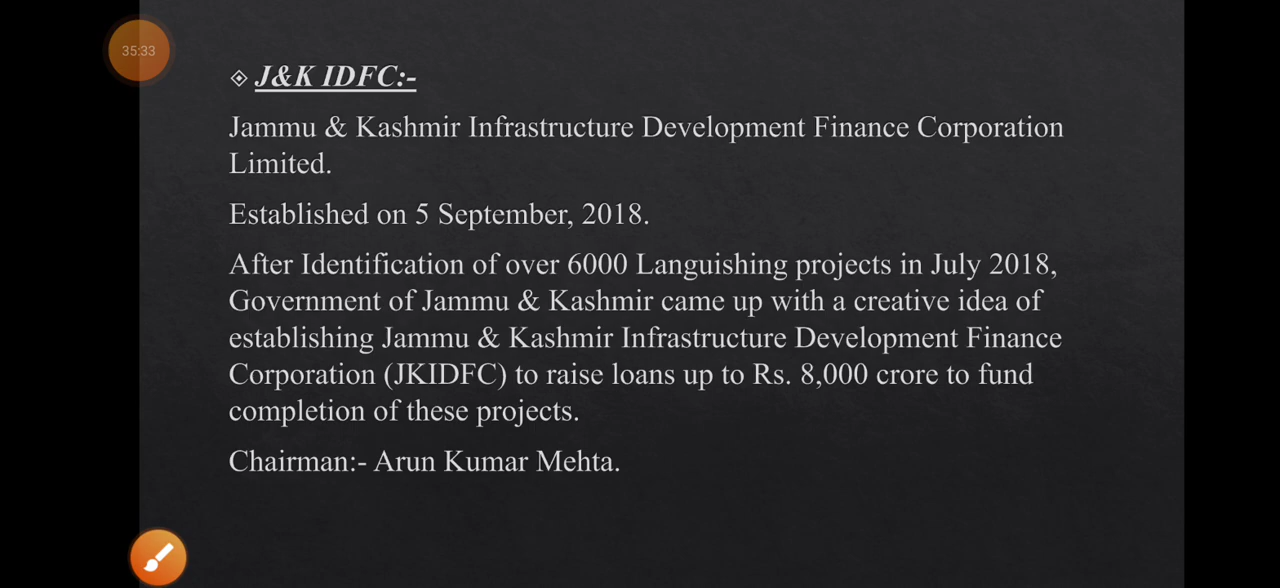 35:33
J&K IDFC:-
Jammu & Kashmir Infrastructure Development Finance Corporation
Limited.
Established on 5 September, 2018.
After Identification of over 6000 Languishing projects in July 2018,
Government of Jammu & Kashmir came up with a creative idea of
establishing Jammu & Kashmir Infrastructure Development Finance
Corporation (JKIDFC) to raise loans up to Rs. 8,000 crore to fund
completion of these projects.
Chairman:- Arun Kumar Mehta.